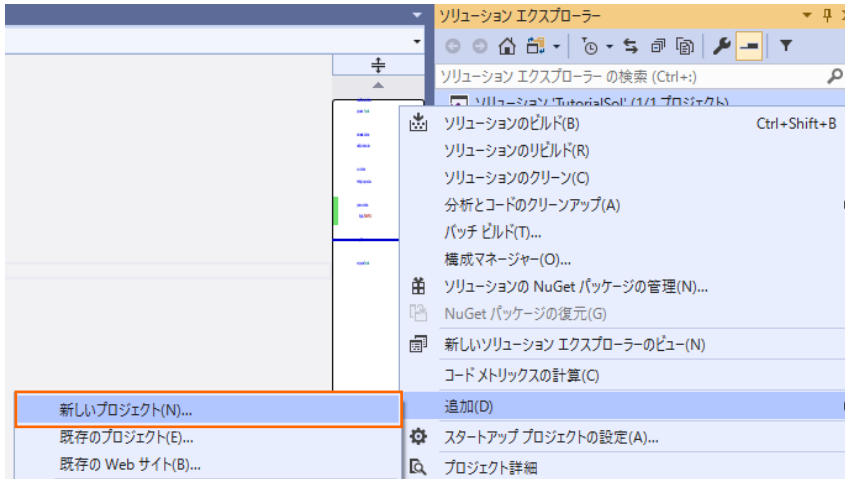 ソリューション エクスプローラー
ソリューション エクスプローラー の検索 (Ctrl+:)
ソリューション 'TutorialSol' (1/1 プロジェクト)
ソリューションのビルド(B) Ctrl+Shift+B
ソリューションのリビルド(R)
ソリューションのクリーン(C)
分析とコードのクリーンアップ(A)
バッチ ビルド(T)...
構成マネージャー(O)...
ソリューションの NuGet パッケージの管理(N)...
NuGet パッケージの復元(G)
新しいソリューション エクスプローラーのビュー(N)
コード メトリックスの計算(C)
追加(D)
スタートアップ プロジェクトの設定(A)...
プロジェクト詳細
新しいプロジェクト(N)...
既存のプロジェクト(E)...
既存の Web サイト(B)...